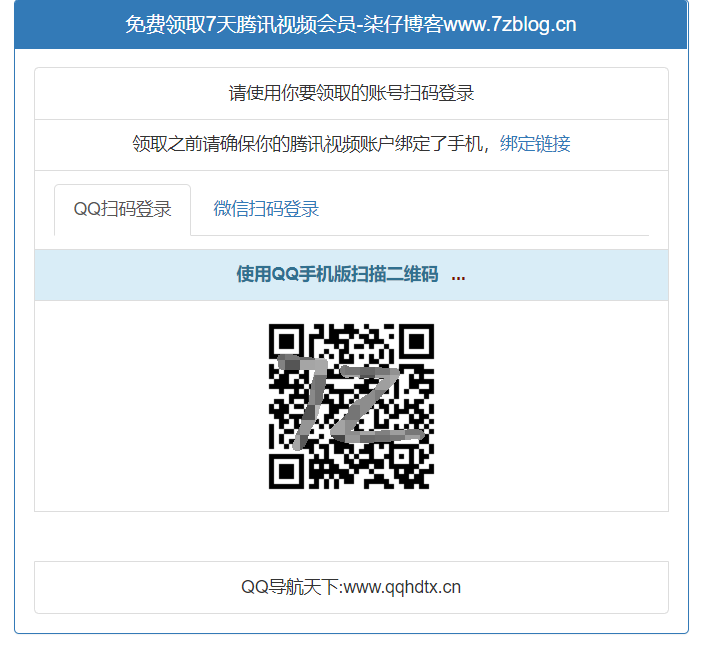 免费领取7天腾讯视频会员-柒仔博客www.7zblog.cn
请使用你要领取的账号扫码登录
领取之前请确保你的腾讯视频账户绑定了手机，绑定链接
QQ扫码登录 微信扫码登录
使用QQ手机版扫描二维码 ...
7Z
QQ导航天下:www.qqhdtx.cn